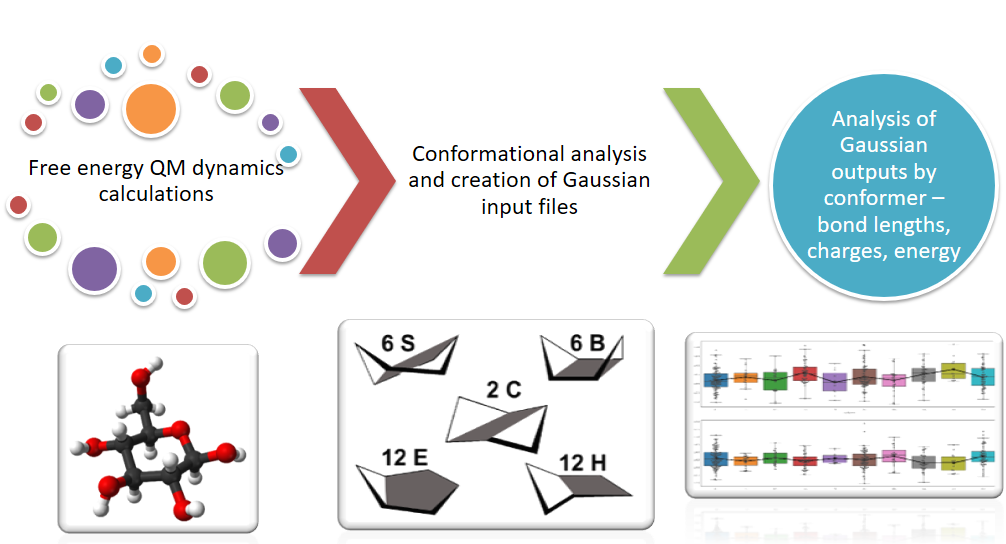 Free energy QM dynamics
calculations
Conformational analysis
and creation of Gaussian
input files
Analysis of
Gaussian
outputs by
conformer –
bond lengths,
charges, energy
6 S
6 B
2 C
12 E
12 H